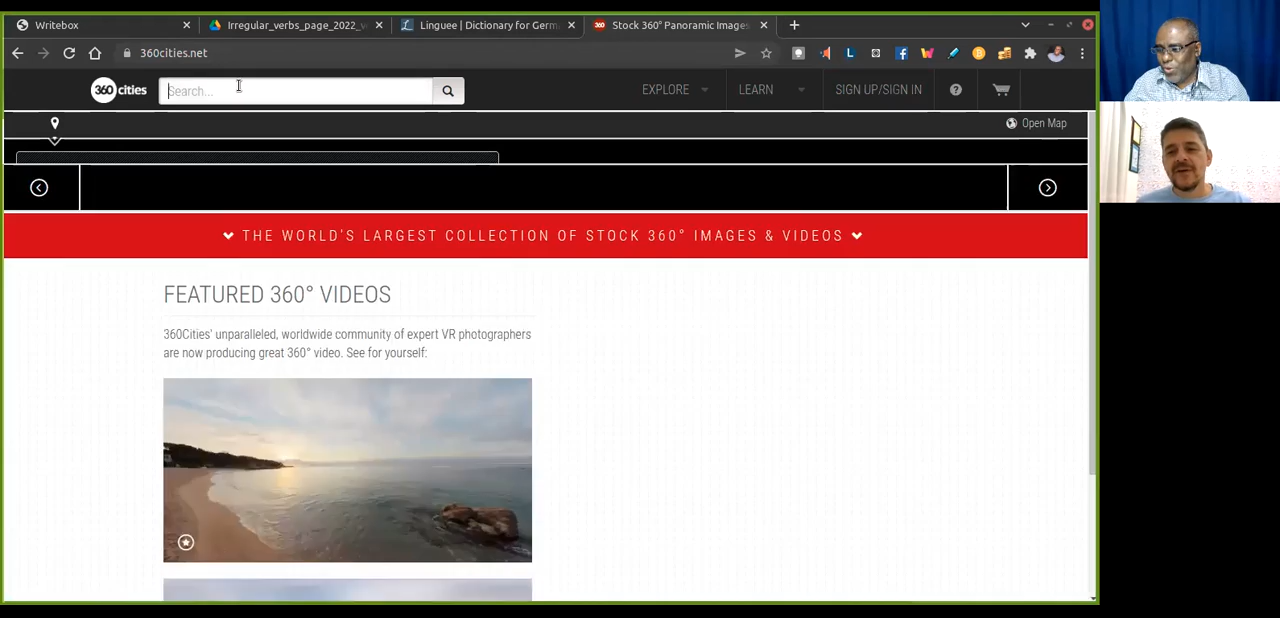 Writebox
Irregular_verbs_page_2022_v
Linguee | Dictionary for Germ
Stock 360° Panoramic Images
360cities.net
360 cities
Search...
EXPLORE
LEARN
SIGN UP/SIGN IN
Open Map
THE WORLD'S LARGEST COLLECTION OF STOCK 360° IMAGES & VIDEOS
FEATURED 360° VIDEOS
360Cities' unparalleled, worldwide community of expert VR photographers
are now producing great 360° video. See for yourself: